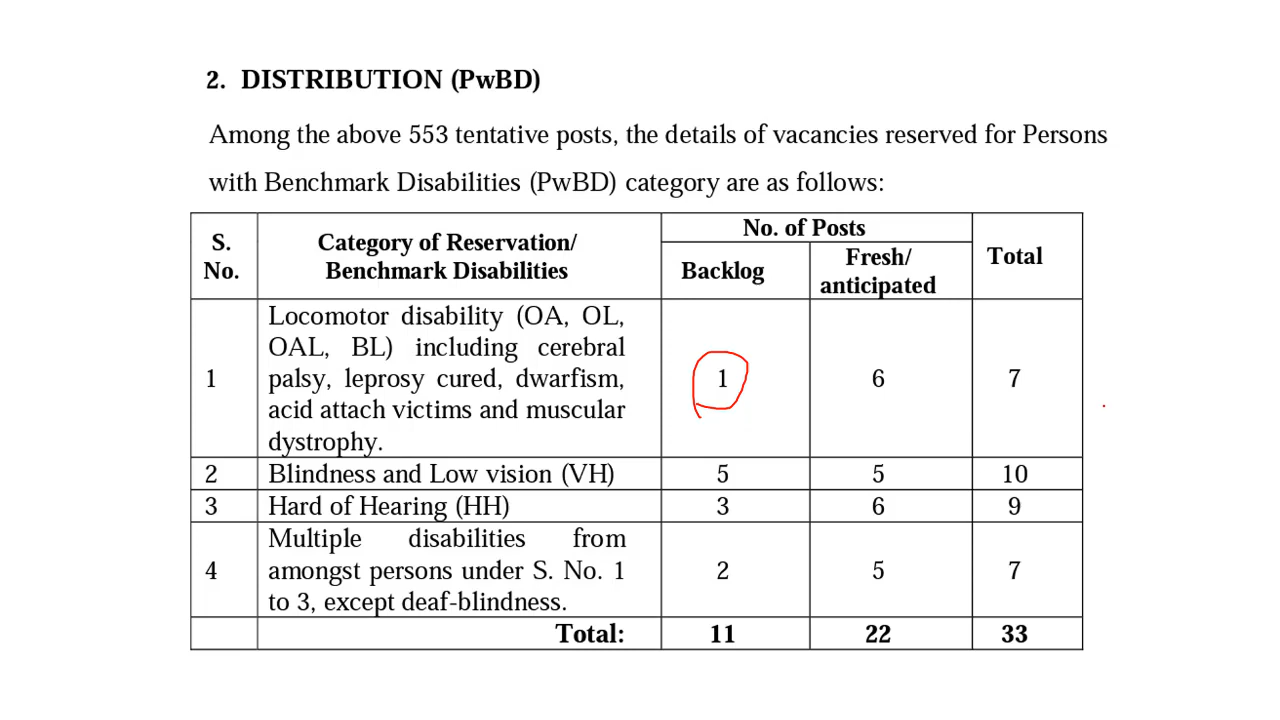 2. DISTRIBUTION (PwBD)
Among the above 553 tentative posts, the details of vacancies reserved for Persons
with Benchmark Disabilities (PwBD) category are as follows:
S. No. Category of Reservation/ Benchmark Disabilities No. of Posts Total
Backlog Fresh/ anticipated
1 Locomotor disability (OA, OL,
OAL, BL) including cerebral
palsy, leprosy cured, dwarfism, 1 6 7
acid attach victims and muscular
dystrophy.
2 Blindness and Low vision (VH) 5 5 10
3 Hard of Hearing (HH) 3 6 9
Multiple disabilities from
4 amongst persons under S. No. 1 2 5 7
to 3, except deaf-blindness.
Total: 11 22 33